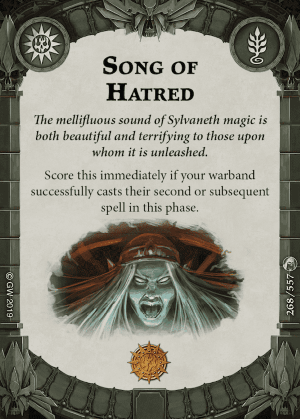 SONG OF
HATRED
The mellifluous sound of Sylvaneth magic is
both beautiful and terrifying to those upon
whom it is unleashed.
Score this immediately if your warband
successfully casts their second or subsequent
spell in this phase.
© GW 2019
268/557